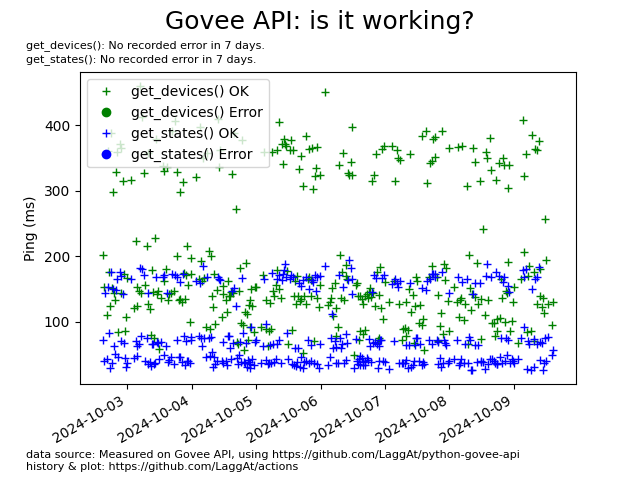 Govee API: is it working?
get_devices(): No recorded error in 7 days.
get_states(): No recorded error in 7 days.
get_devices() OK
get_devices() Error
get_states() OK
get_states() Error
400
300
200
100
Ping (ms)
2024-10-03
2024-10-04
2024-10-05
2024-10-06
2024-10-07
2024-10-08
2024-10-09
data source: Measured on Govee API, using https://github.com/LaggAt/python-govee-api
history & plot: https://github.com/LaggAt/actions